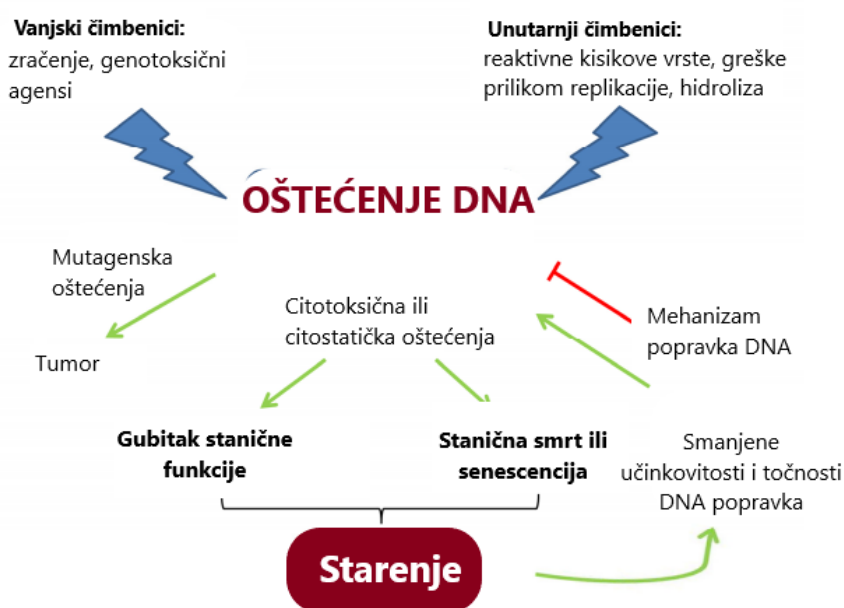 Vanjski čimbenici:
zračenje, genotoksični
agensi
Unutarnji čimbenici:
reaktivne kisikove vrste, greške
prilikom replikacije, hidroliza
OŠTEĆENJE DNA
Mutagenska
oštećenja
Tumor
Citotoksična ili
citostatička oštećenja
Mehanizam
popravka DNA
Gubitak stanične
funkcije
Stanična smrt ili
senescencija
Smanjene
učinkovitosti i točnosti
DNA popravka
Starenje